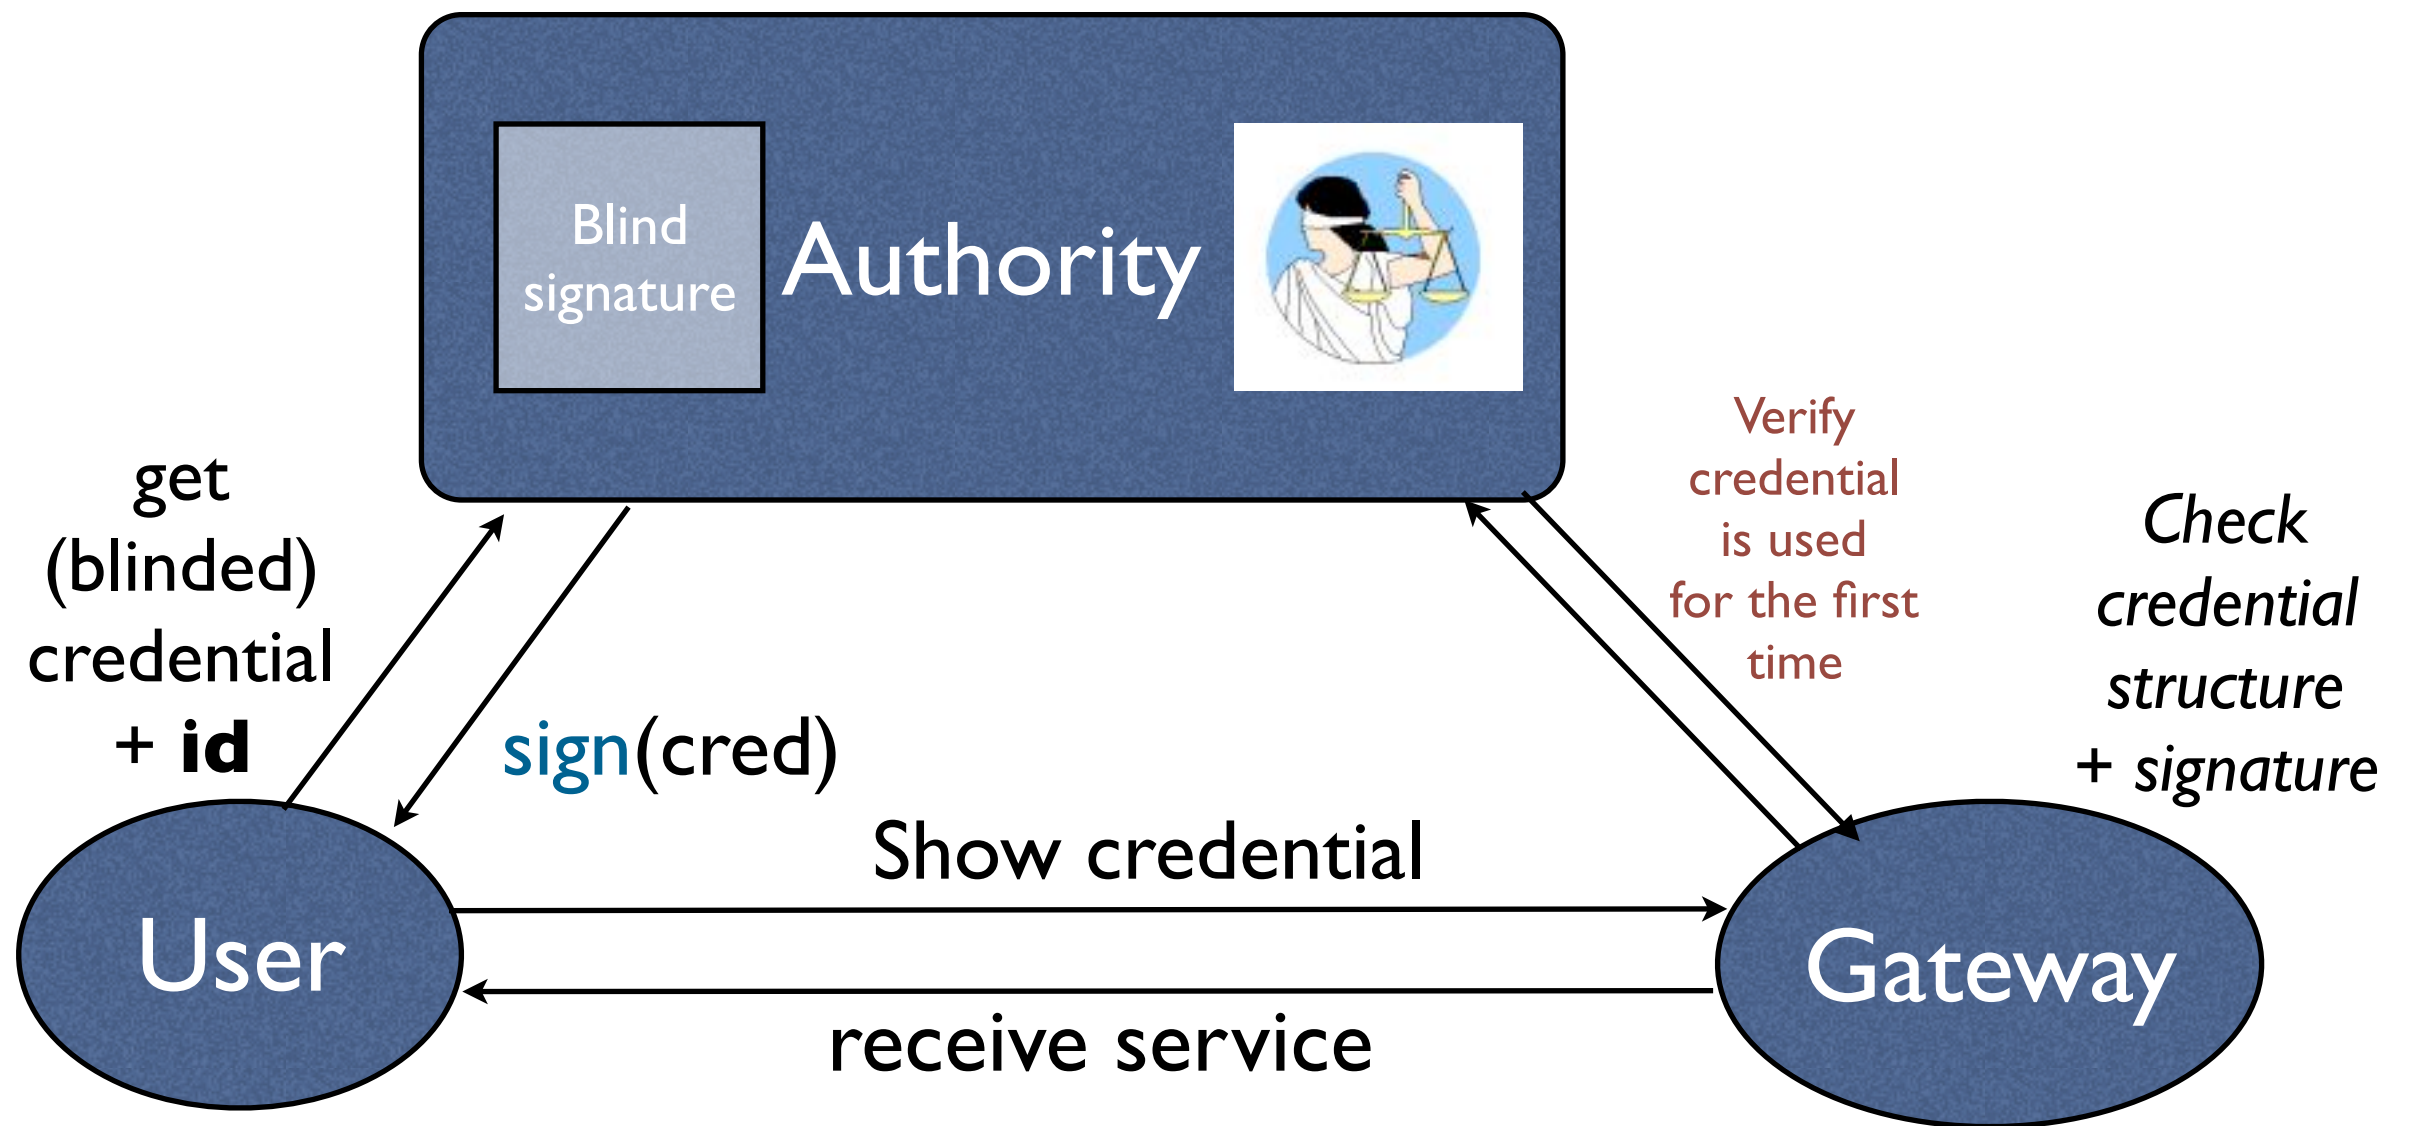 Blind
signature
Authority
get
(blinded)
credential
+ id
sign(cred)
Verify
credential
is used
for the first
time
Check
credential
structure
+ signature
Show credential
User
Gateway
receive service